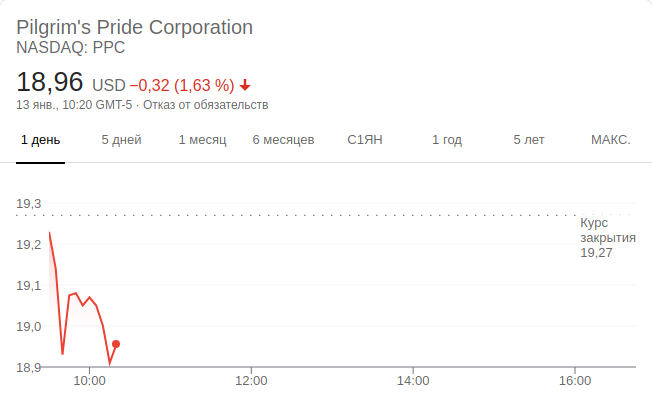 Pilgrim's Pride Corporation
NASDAQ: PPC
18,96 USD −0,32 (1,63 %)
13 янв., 10:20 GMT-5 · Отказ от обязательств
1 день 5 дней 1 месяц 6 месяцев С1ЯН 1 год 5 лет МАКС.
19,3
Курс
закрытия
19,27
19,2
19,1
19,0
18,9
10:00 12:00 14:00 16:00